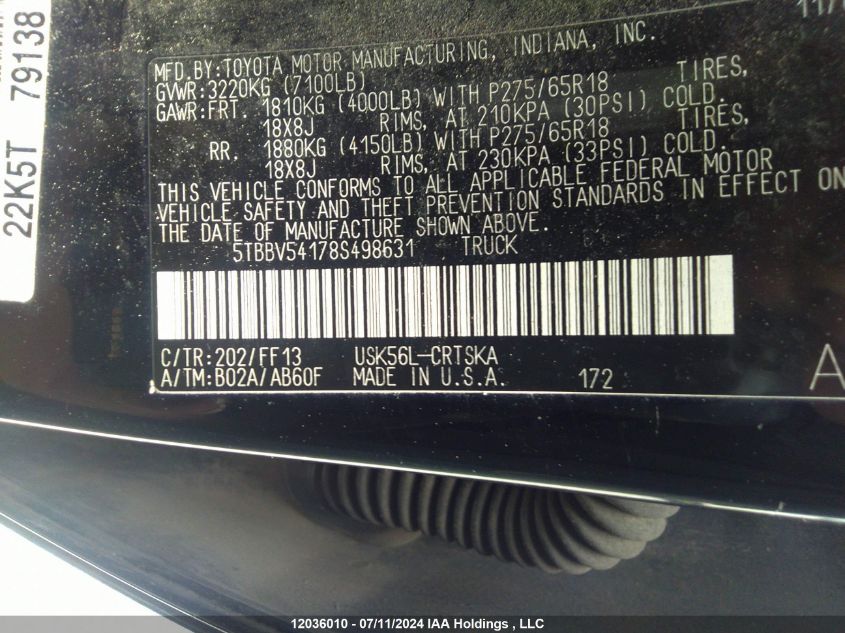 22K5T 79138
11/
MFD.BY:TOYOTA MOTOR MANUFACTURING, INDIANA, INC.
GVWR:3220KG (7100LB)
GAWR:FRT. 1810KG (4000LB) WITH P275/65R18 TIRES,
18X8J RIMS, AT 210KPA (30PSI) COLD.
RR. 1880KG (4150LB) WITH P275/65R18 TIRES,
18X8J RIMS, AT 230KPA (33PSI) COLD.
THIS VEHICLE CONFORMS TO ALL APPLICABLE FEDERAL MOTOR
VEHICLE SAFETY AND THEFT PREVENTION STANDARDS IN EFFECT ON
THE DATE OF MANUFACTURE SHOWN ABOVE.
5TBBV54178S498631 TRUCK
C/TR:202/FF13 USK56L-CRTSKA
A/TM:B02A/AB60F MADE IN U.S.A. 172 A
12036010 - 07/11/2024 IAA Holdings , LLC